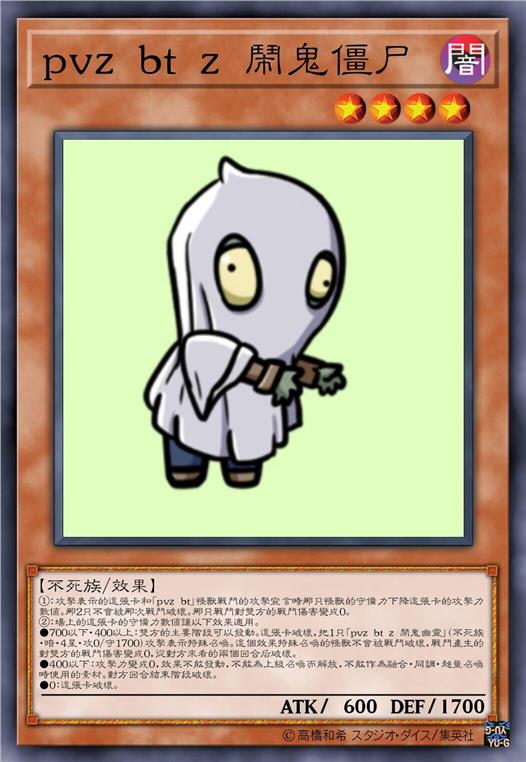 pvz bt z 鬧鬼僵尸
闇
【不死族/效果】
①：攻擊表示的這張卡和「pvz bt」怪獸戰鬥的攻擊宣言時那只怪獸的守備力下降這張卡的攻擊力
數值。那2只不會被那次戰鬥破壞。那只戰鬥對雙方的戰鬥傷害變成0。
②：場上的這張卡的守備力數值讓以下效果適用。
●700以下·400以上：雙方的主要階段可以發動。這張卡破壞，把1只「pvz bt z 鬧鬼幽靈」(不死族
·暗·4星·攻0/守1700)攻擊表示特殊召喚。這個效果特殊召喚的怪獸不會被戰鬥破壞，戰鬥產生的
對雙方的戰鬥傷害變成0，從對方來看的兩個回合后破壞。
●400以下：攻擊力變成0，效果不能發動，不能為上級召喚而解放，不能作為融合·同調·超量召喚
時使用的素材。對方回合結束階段破壞。
●0：這張卡破壞。
ATK/ 600 DEF/1700
©高橋和希 スタジオ·ダイス/集英社
YU-G